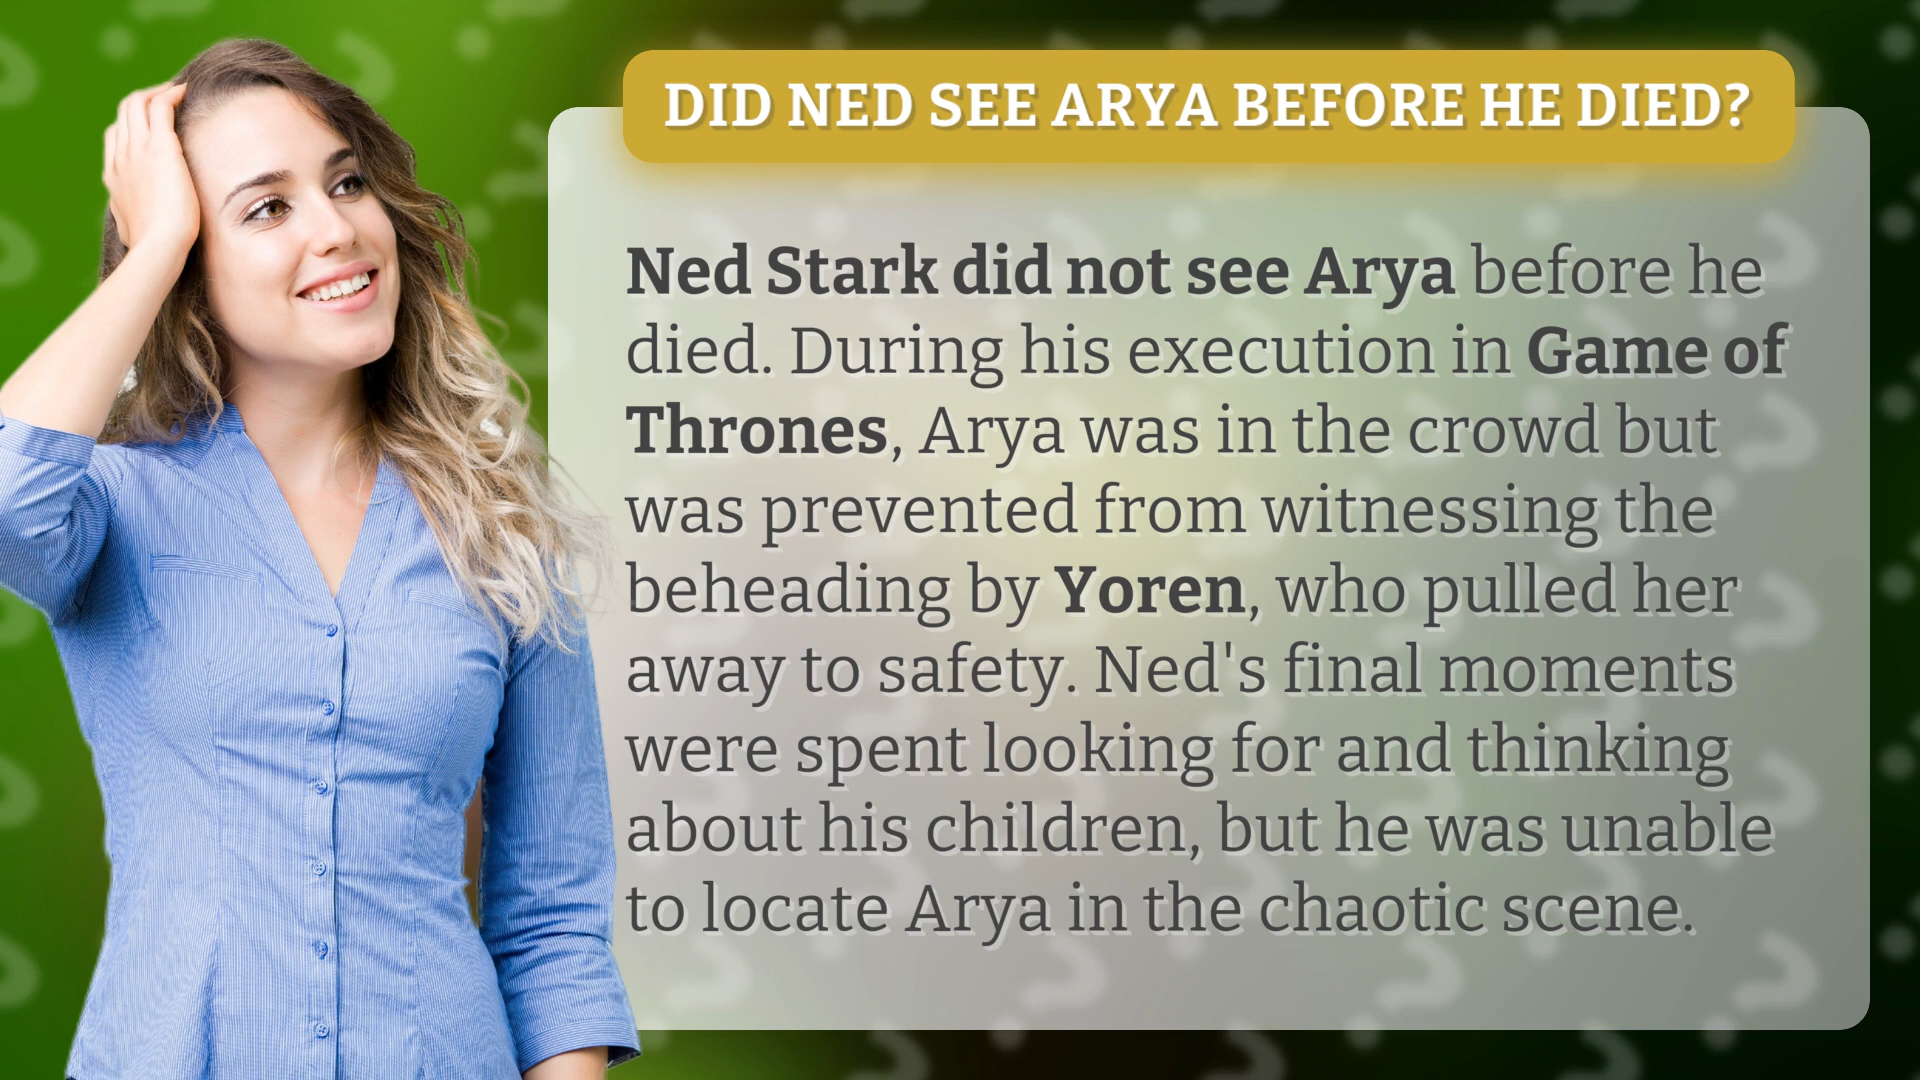 DID NED SEE ARYA BEFORE HE DIED?
Ned Stark did not see Arya before he
died. During his execution in Game of
Thrones, Arya was in the crowd but
was prevented from witnessing the
beheading by Yoren, who pulled her
away to safety. Ned's final moments
were spent looking for and thinking
about his children, but he was unable
to locate Arya in the chaotic scene.